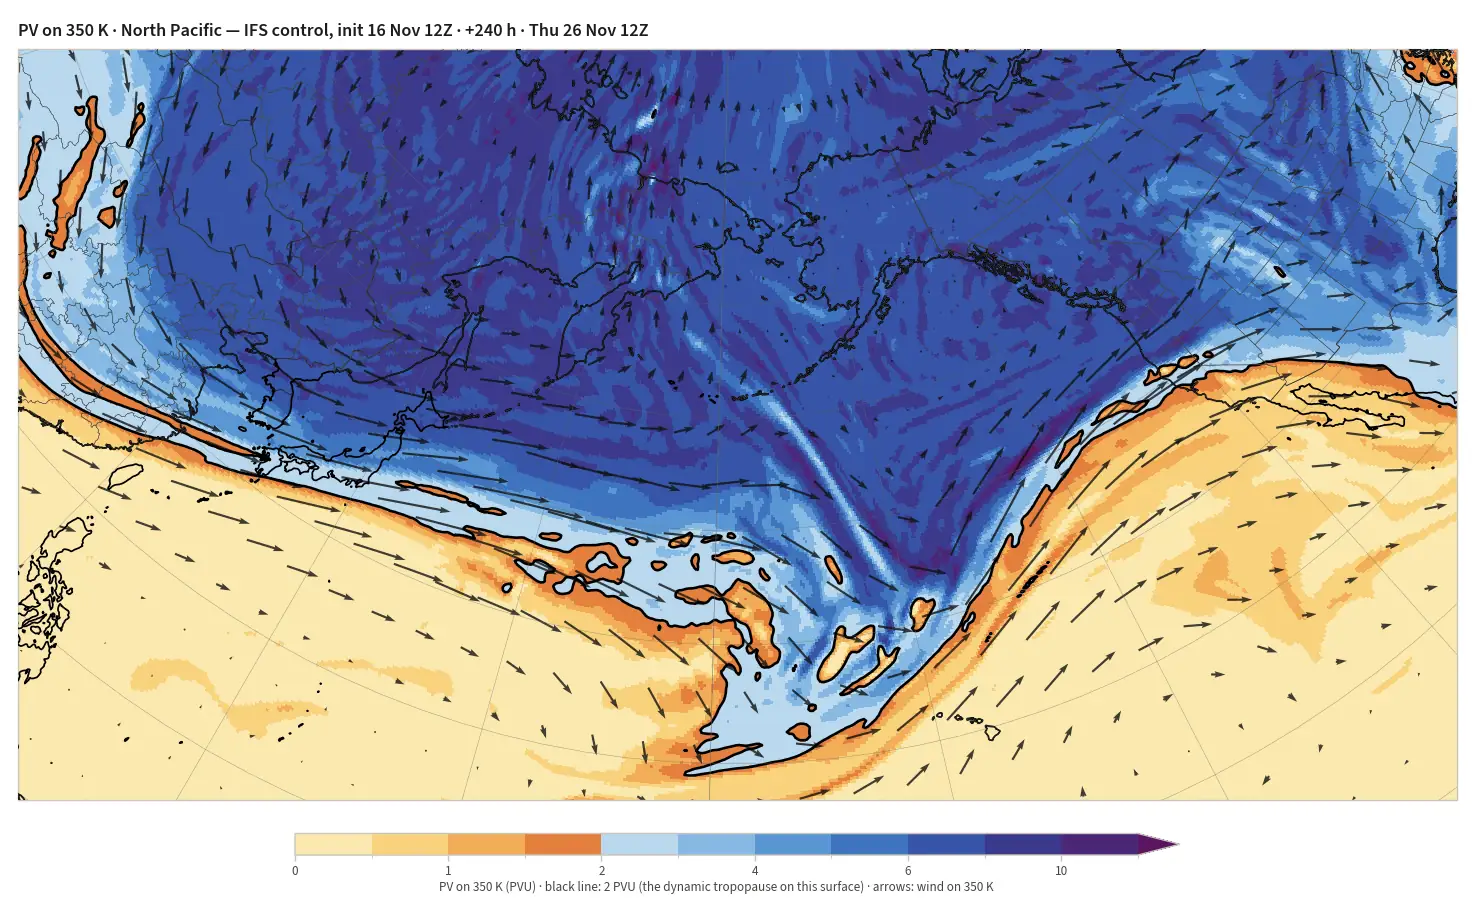 PV on 350 K · North Pacific — IFS control, init 16 Nov 12Z · +240 h · Thu 26 Nov 12Z
0 1 2 4 6 10
PV on 350 K (PVU) · black line: 2 PVU (the dynamic tropopause on this surface) · arrows: wind on 350 K